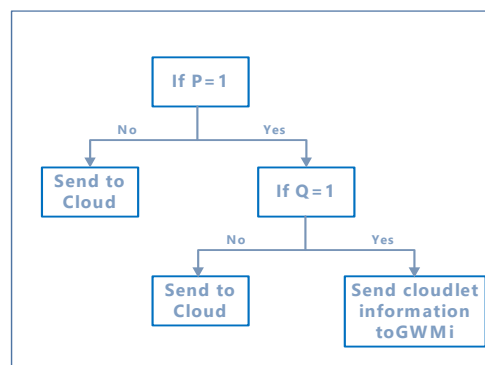 If P=1
No
Yes
Send to
Cloud
If Q=1
No
Yes
Send to
Cloud
Send cloudlet
information
toGWMi